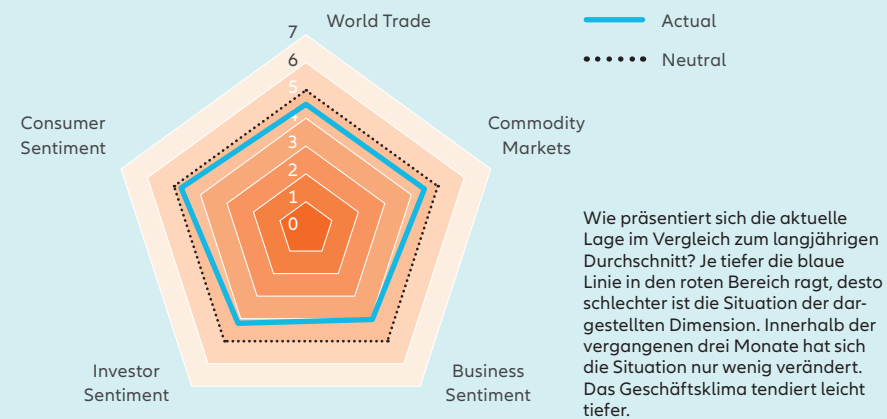 World Trade
7
6
5
4
3
2
1
0
Actual
Neutral
Consumer
Sentiment
Commodity
Markets
Wie präsentiert sich die aktuelle
Lage im Vergleich zum langjährigen
Durchschnitt? Je tiefer die blaue
Linie in den roten Bereich ragt, desto
schlechter ist die Situation der dar-
gestellten Dimension. Innerhalb der
vergangenen drei Monate hat sich
die Situation nur wenig verändert.
Das Geschäftsklima tendiert leicht
tiefer.
Investor
Sentiment
Business
Sentiment